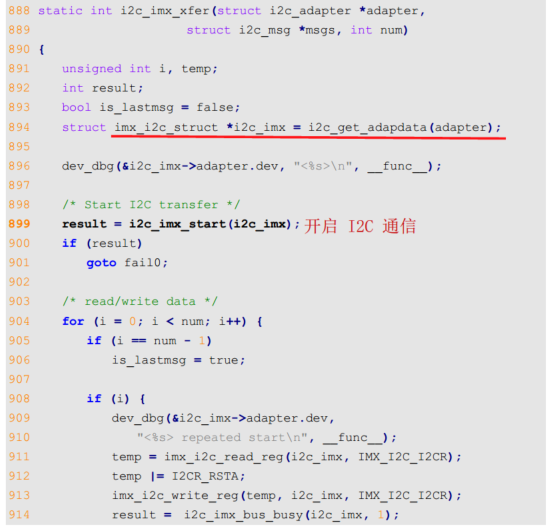 888 static int i2c_imx_xfer(struct i2c_adapter *adapter,
889 struct i2c_msg *msgs, int num)
890 {
891 unsigned int i, temp;
892 int result;
893 bool is_lastmsg = false;
894 struct imx_i2c_struct *i2c_imx = i2c_get_adapdata(adapter);
895
896 dev_dbg(&i2c_imx->adapter.dev, "<%s>\n", __func__);
897
898 /* Start I2C transfer */
899 result = i2c_imx_start(i2c_imx); 开启 I2C 通信
900 if (result)
901 goto fail0;
902
903 /* read/write data */
904 for (i = 0; i < num; i++) {
905 if (i == num - 1)
906 is_lastmsg = true;
907
908 if (i) {
909 dev_dbg(&i2c_imx->adapter.dev,
910 "<%s> repeated start\n", __func__);
911 temp = imx_i2c_read_reg(i2c_imx, IMX_I2C_I2CR);
912 temp |= I2CR_RSTA;
913 imx_i2c_write_reg(temp, i2c_imx, IMX_I2C_I2CR);
914 result = i2c_imx_bus_busy(i2c_imx, 1);